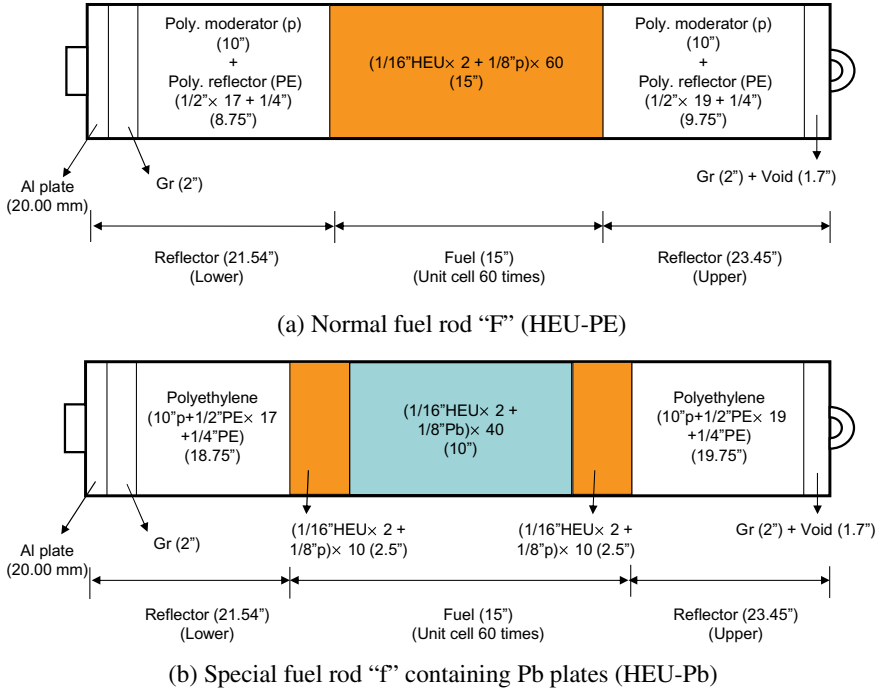 Poly. moderator (p)
(10”)
+
Poly. reflector (PE)
(1/2”× 17 + 1/4”)
(8.75”)
(1/16”HEU× 2 + 1/8”p)× 60
(15”)
Poly. moderator (p)
(10”)
+
Poly. reflector (PE)
(1/2”× 19 + 1/4”)
(9.75”)
Al plate
(20.00 mm)
Gr (2”)
Gr (2”) + Void (1.7”)
Reflector (21.54”)
(Lower)
Fuel (15”)
(Unit cell 60 times)
Reflector (23.45”)
(Upper)
(a) Normal fuel rod “F” (HEU-PE)
Polyethylene
(10”p+1/2”PE× 17
+1/4”PE)
(18.75”)
(1/16”HEU× 2 +
1/8”Pb)× 40
(10”)
Polyethylene
(10”p+1/2”PE× 19
+1/4”PE)
(19.75”)
Al plate
(20.00 mm)
Gr (2”)
(1/16”HEU× 2 +
1/8”p)× 10 (2.5”)
(1/16”HEU× 2 +
1/8”p)× 10 (2.5”)
Gr (2”) + Void (1.7”)
Reflector (21.54”)
(Lower)
Fuel (15”)
(Unit cell 60 times)
Reflector (23.45”)
(Upper)
(b) Special fuel rod “f” containing Pb plates (HEU-Pb)